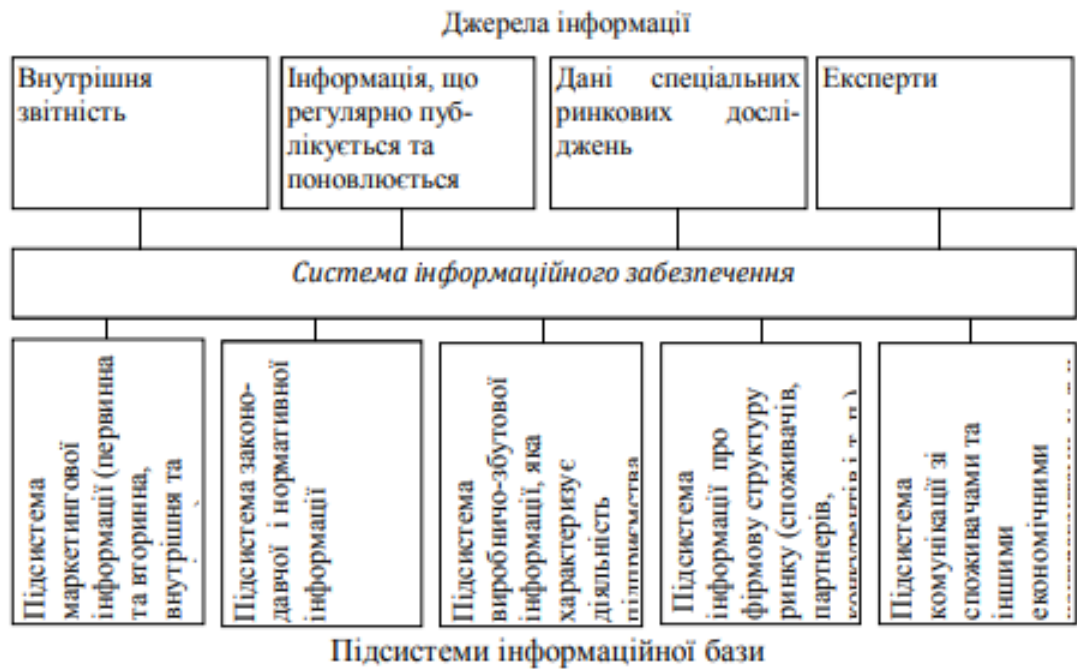 Джерела інформації
Внутрішня
звітність
Інформація, що
регулярно пуб-
лікується та
поновлюється
Дані спеціальних
ринкових дослі-
джень
Експерти
Система інформаційного забезпечення
Підсистема
маркетингової
інформації (первинна
та вторинна,
внутрішня та
Підсистема законо-
давчої і нормативної
інформації
Підсистема
виробничо-збутової
інформації, яка
характеризує
діяльність
підприємства
Підсистема
інформації про
фірмову структуру
ринку (споживачів,
партнерів,
конкурентів і т. п.)
Підсистема
комунікації зі
споживачами та
іншими
економічними
Підсистеми інформаційної бази